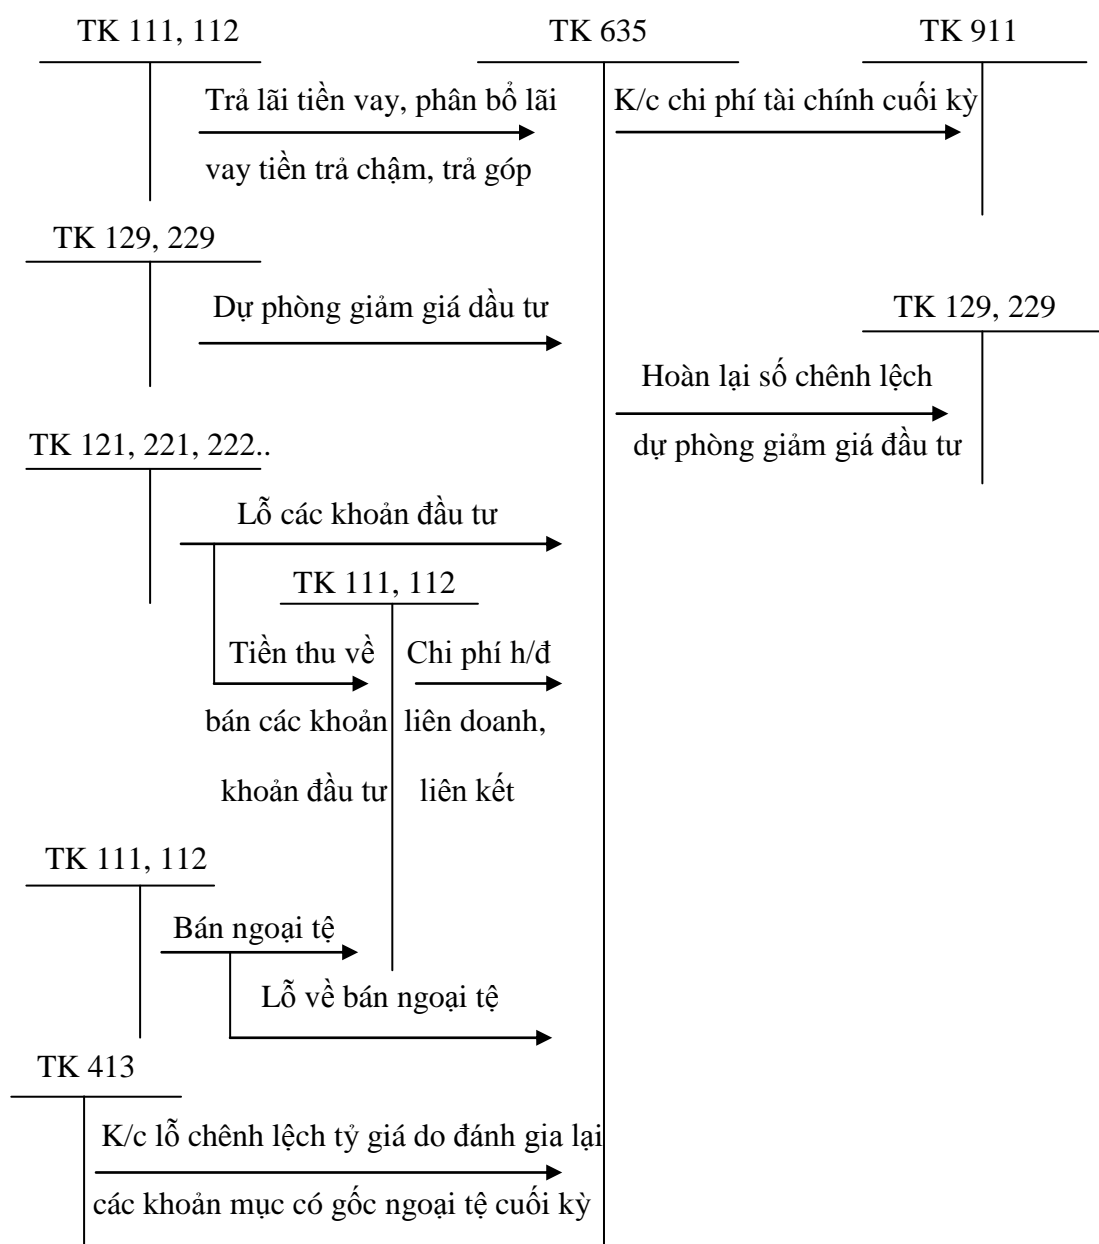 TK 111, 112
TK 635
TK 911
Trả lãi tiền vay, phân bổ lãi
vay tiền trả chậm, trả góp
K/c chi phí tài chính cuối kỳ
TK 129, 229
Dự phòng giảm giá dầu tư
TK 129, 229
Hoàn lại số chênh lệch
dự phòng giảm giá đầu tư
TK 121, 221, 222..
Lỗ các khoản đầu tư
TK 111, 112
Tiền thu về
bán các khoản
khoản đầu tư
Chi phí h/đ
liên doanh,
liên kết
TK 111, 112
Bán ngoại tệ
Lỗ về bán ngoại tệ
TK 413
K/c lỗ chênh lệch tỷ giá do đánh gia lại
các khoản mục có gốc ngoại tệ cuối kỳ